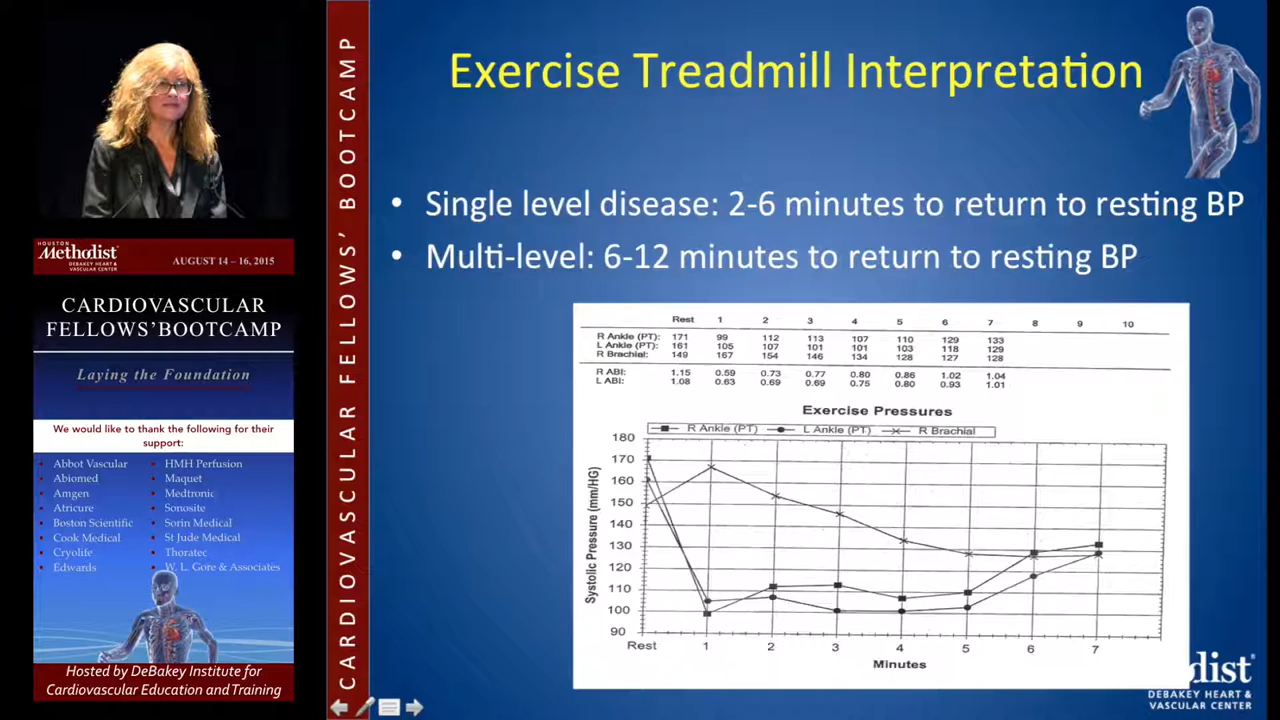 Exercise Treadmill Interpretation
• Single level disease: 2-6 minutes to return to resting BP
• Multi-level: 6-12 minutes to return to resting BP
Rest 1 2 3 4 5 6 7 8 9 10
R Ankle (PT): 171 99 112 113 107 110 129 133
L Ankle (PT): 161 105 107 101 101 103 118 129
R Brachial: 149 167 154 146 134 128 127 128
R ABI: 1.15 0.59 0.73 0.77 0.80 0.86 1.02 1.04
L ABI: 1.08 0.63 0.69 0.69 0.75 0.80 0.93 1.01
Exercise Pressures
R Ankle (PT) L Ankle (PT) R Brachial
Systolic Pressure (mm/HG)
180
170
160
150
140
130
120
110
100
90
Rest 1 2 3 4 5 6 7
Minutes
CARDIOVASCULAR FELLOWS' BOOTCAMP
HOUSTON
Methodist
DEBAKEY HEART &
VASCULAR CENTER
AUGUST 14 – 16, 2015
CARDIOVASCULAR
FELLOWS'BOOTCAMP
Laying the Foundation
We would like to thank the following for their
support:
• Abbot Vascular
• Abiomed
• Amgen
• Atricure
• Boston Scientific
• Cook Medical
• Cryolife
• Edwards
• HMH Perfusion
• Maquet
• Medtronic
• Sonosite
• Sorin Medical
• St Jude Medical
• Thoratec
• W. L. Gore & Associates
Hosted by DeBakey Institute for
Cardiovascular Education and Training
dist
DEBAKEY HEART &
VASCULAR CENTER